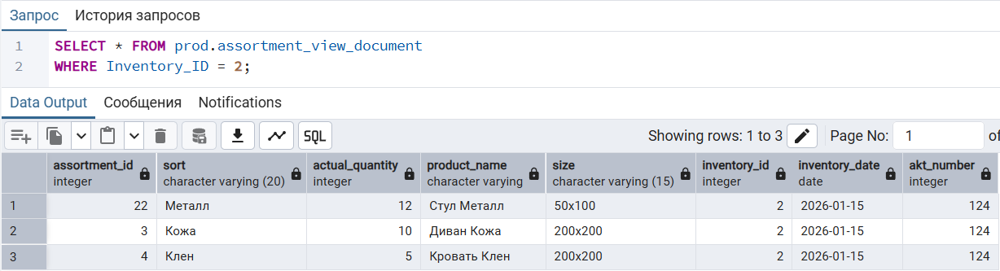 Запрос История запросов
1 SELECT * FROM prod.assortment_view_document
2 WHERE Inventory_ID = 2;
Data Output Сообщения Notifications
SQL Showing rows: 1 to 3 Page No: 1 of
assortment_id sort actual_quantity product_name size inventory_id inventory_date akt_number
integer character varying (20) integer character varying character varying (15) integer date integer
1 22 Металл 12 Стул Металл 50x100 2 2026-01-15 124
2 3 Кожа 10 Диван Кожа 200x200 2 2026-01-15 124
3 4 Клен 5 Кровать Клен 200x200 2 2026-01-15 124